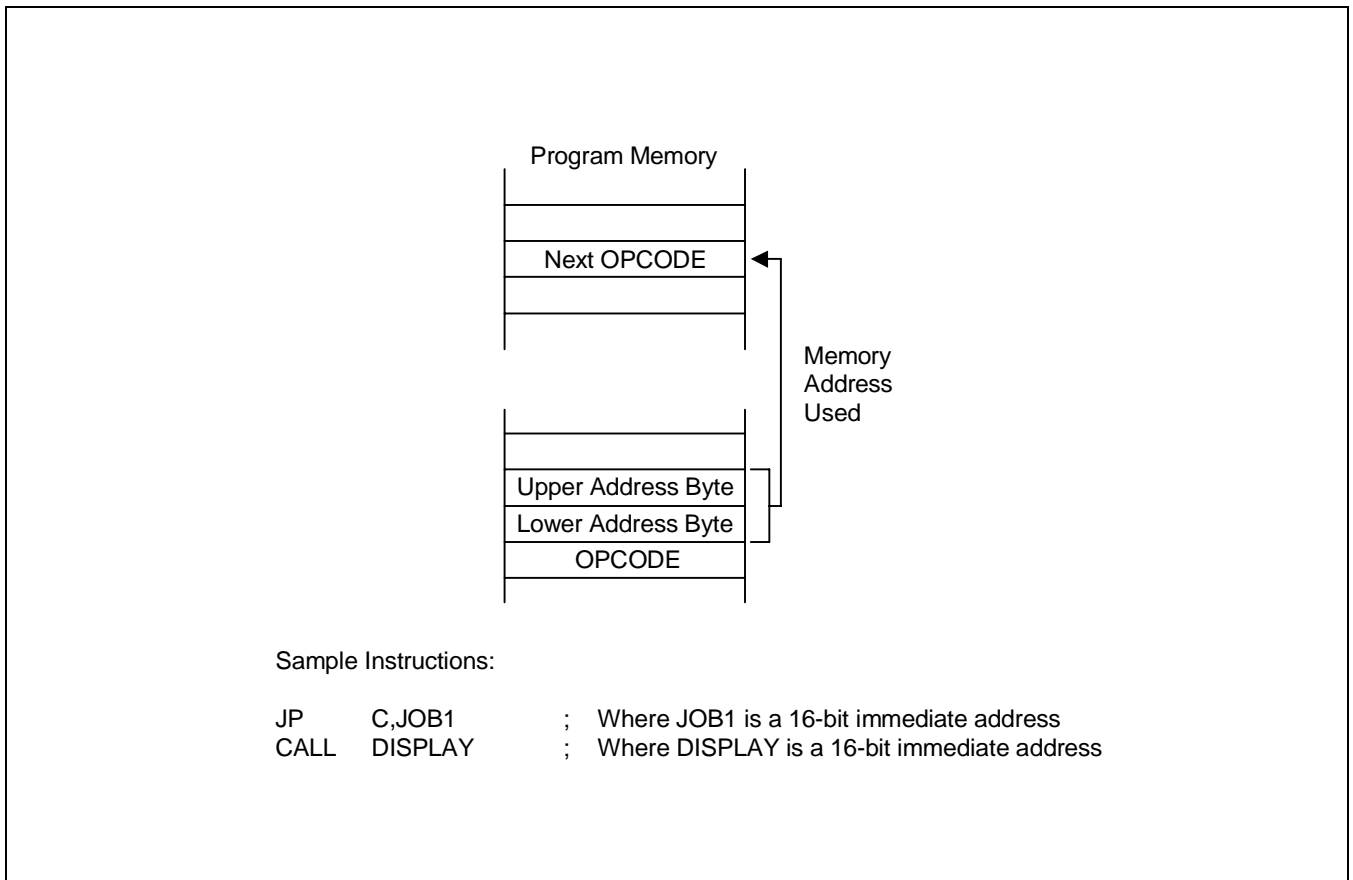 Program Memory
Next OPCODE
Memory
Address
Used
Upper Address Byte
Lower Address Byte
OPCODE
Sample Instructions:
JP C,JOB1 ; Where JOB1 is a 16-bit immediate address
CALL DISPLAY ; Where DISPLAY is a 16-bit immediate address